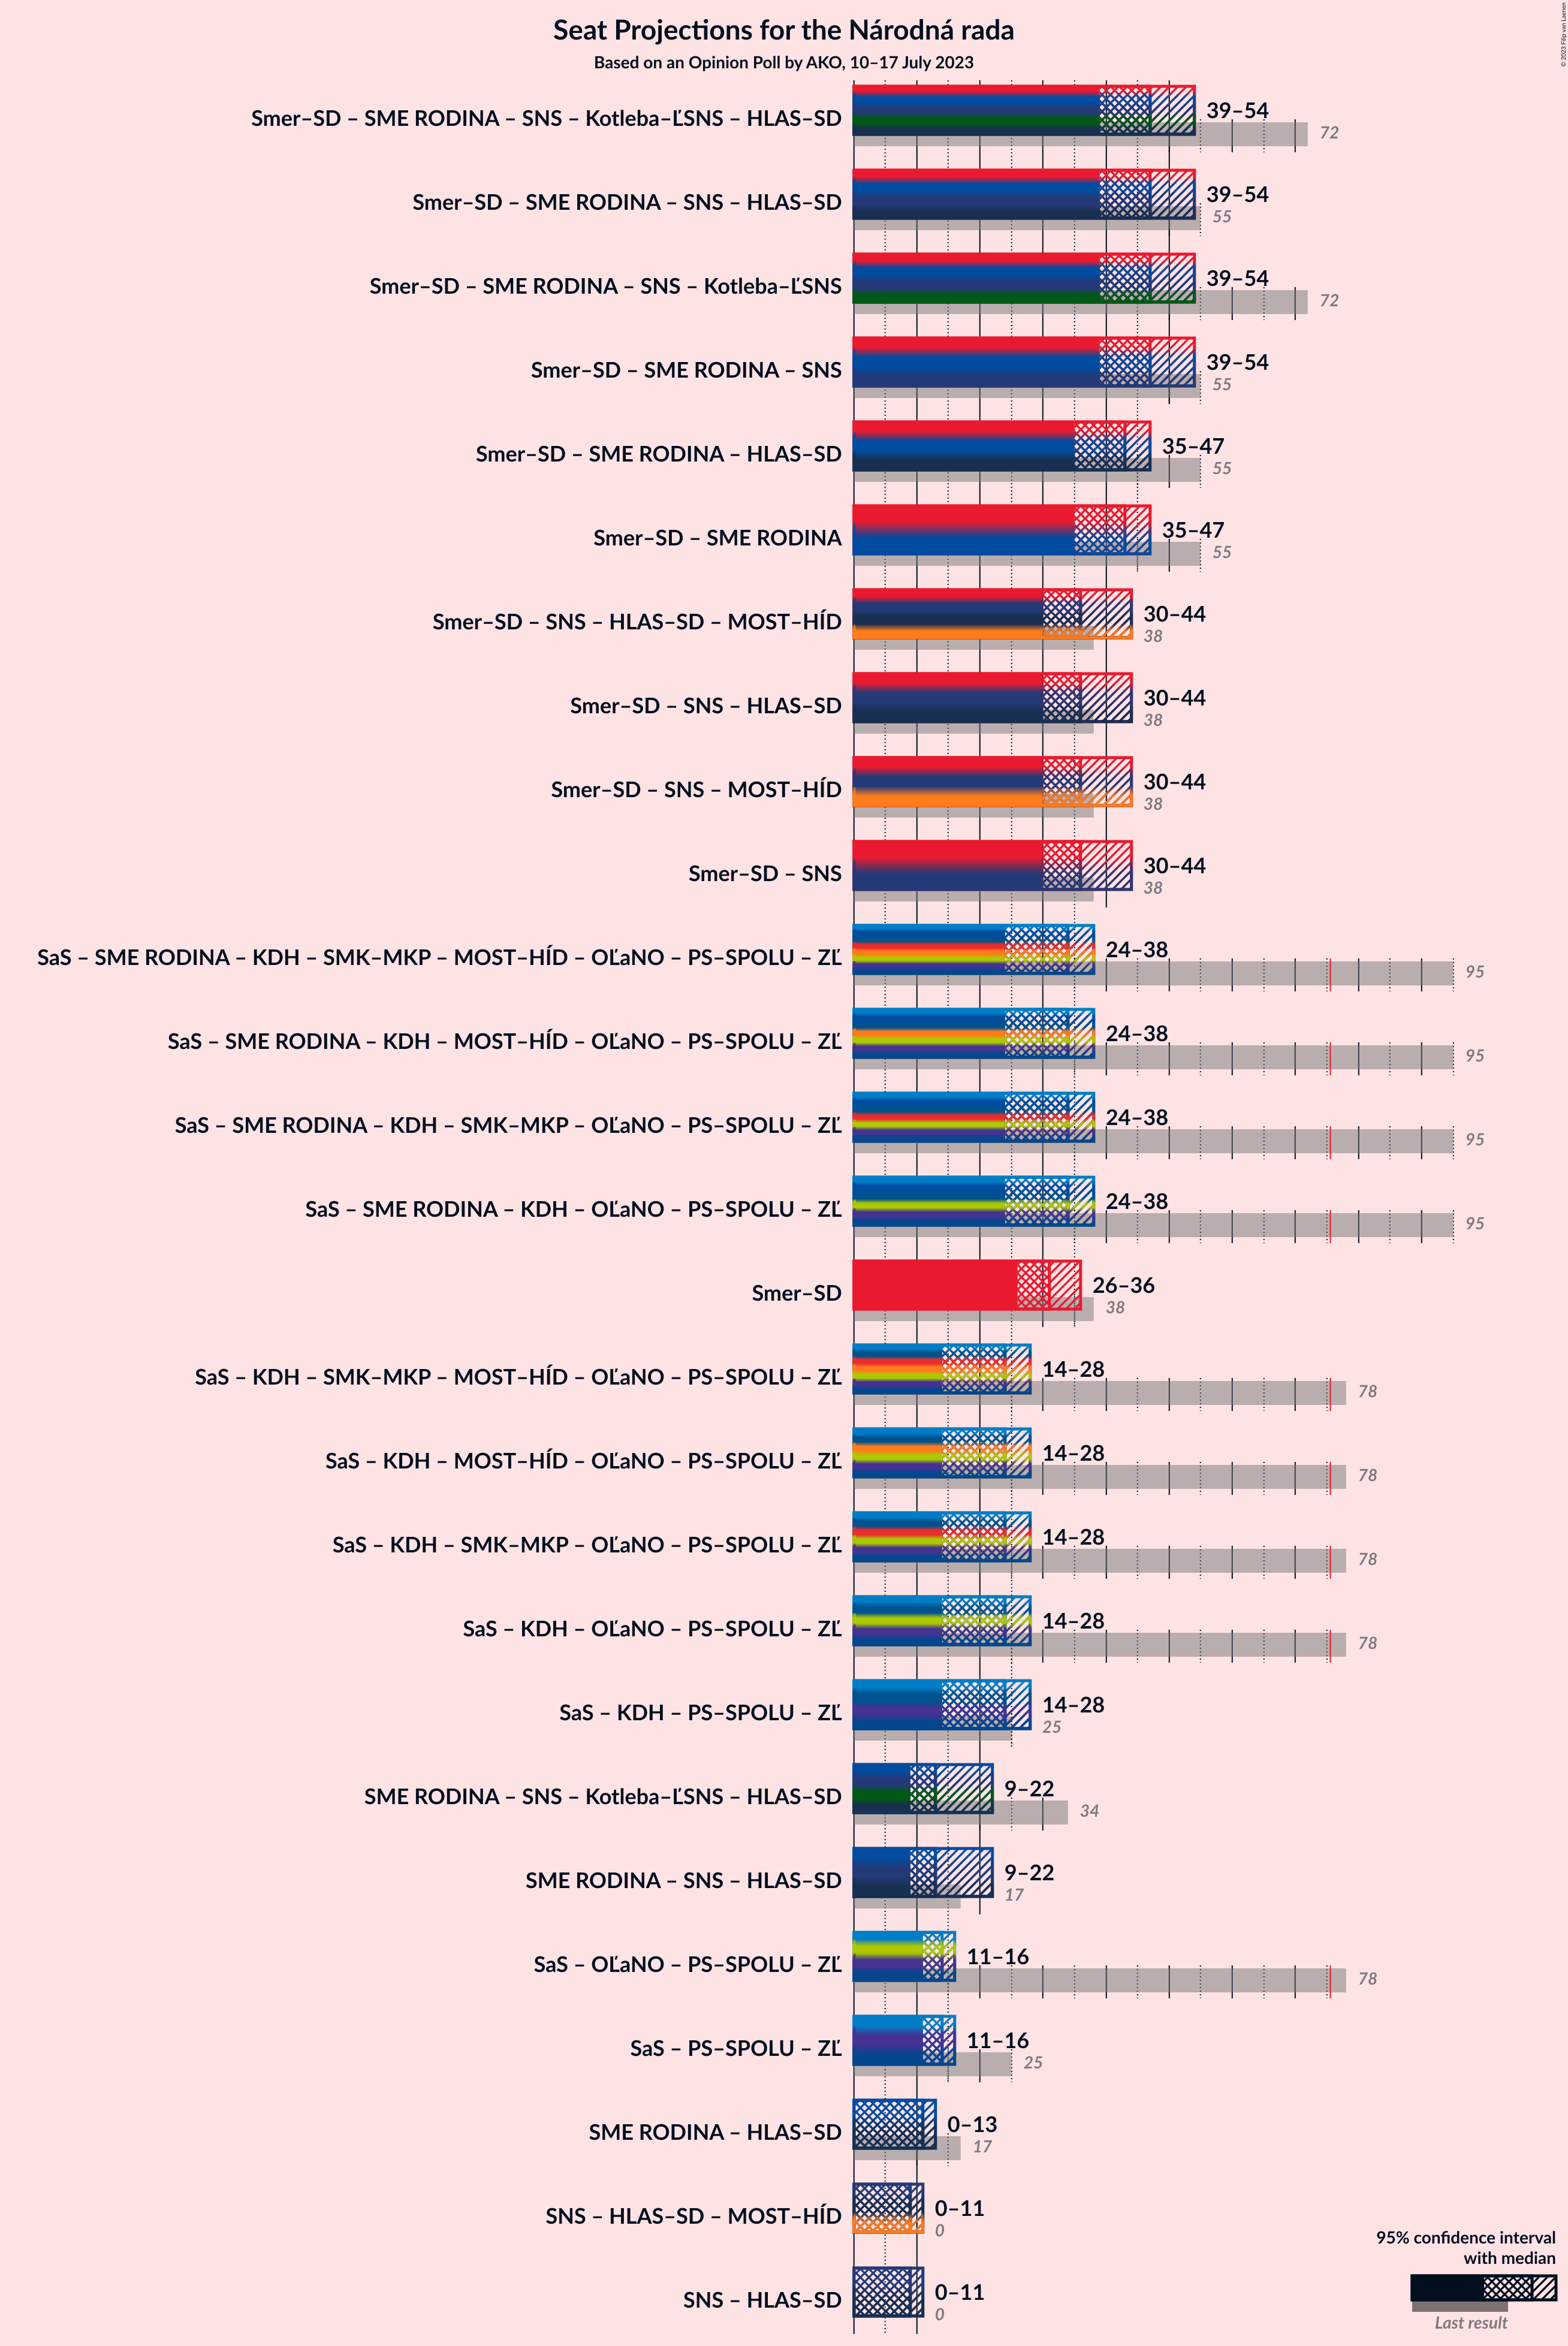 Seat Projections for the Národná rada
Based on an Opinion Poll by AKO, 10–17 July 2023
© 2023 Filip van Laenen
Smer–SD – SME RODINA – SNS – Kotleba–ĽSNS – HLAS–SD
39–54
72
Smer–SD – SME RODINA – SNS – HLAS–SD
39–54
55
Smer–SD – SME RODINA – SNS – Kotleba–ĽSNS
39–54
72
Smer–SD – SME RODINA – SNS
39–54
55
Smer–SD – SME RODINA – HLAS–SD
35–47
55
Smer–SD – SME RODINA
35–47
55
Smer–SD – SNS – HLAS–SD – MOST–HÍD
30–44
38
Smer–SD – SNS – HLAS–SD
30–44
38
Smer–SD – SNS – MOST–HÍD
30–44
38
Smer–SD – SNS
30–44
38
SaS – SME RODINA – KDH – SMK–MKP – MOST–HÍD – OĽaNO – PS–SPOLU – ZĽ
24–38
95
SaS – SME RODINA – KDH – MOST–HÍD – OĽaNO – PS–SPOLU – ZĽ
24–38
95
SaS – SME RODINA – KDH – SMK–MKP – OĽaNO – PS–SPOLU – ZĽ
24–38
95
SaS – SME RODINA – KDH – OĽaNO – PS–SPOLU – ZĽ
24–38
95
Smer–SD
26–36
38
SaS – KDH – SMK–MKP – MOST–HÍD – OĽaNO – PS–SPOLU – ZĽ
14–28
78
SaS – KDH – MOST–HÍD – OĽaNO – PS–SPOLU – ZĽ
14–28
78
SaS – KDH – SMK–MKP – OĽaNO – PS–SPOLU – ZĽ
14–28
78
SaS – KDH – OĽaNO – PS–SPOLU – ZĽ
14–28
78
SaS – KDH – PS–SPOLU – ZĽ
14–28
25
SME RODINA – SNS – Kotleba–ĽSNS – HLAS–SD
9–22
34
SME RODINA – SNS – HLAS–SD
9–22
17
SaS – OĽaNO – PS–SPOLU – ZĽ
11–16
78
SaS – PS–SPOLU – ZĽ
11–16
25
SME RODINA – HLAS–SD
0–13
17
SNS – HLAS–SD – MOST–HÍD
0–11
0
SNS – HLAS–SD
0–11
0
95% confidence interval
with median
Last result